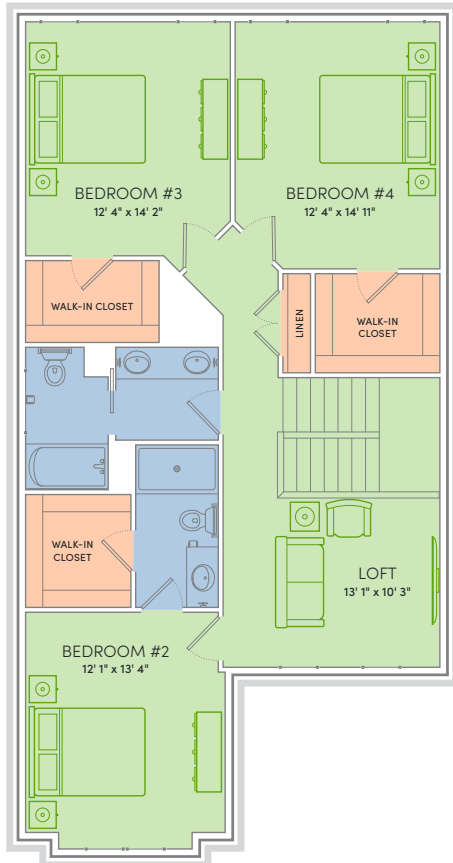 BEDROOM #3
12' 4" x 14' 2"
BEDROOM #4
12' 4" x 14' 11"
WALK-IN CLOSET
LINEN
WALK-IN
CLOSET
WALK-IN
CLOSET
LOFT
13' 1" x 10' 3"
BEDROOM #2
12' 1" x 13' 4"